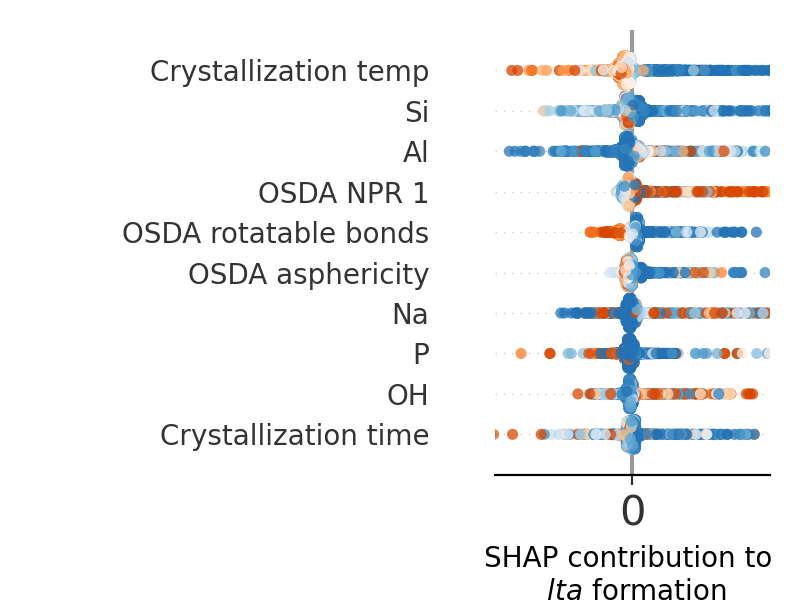 Crystallization temp
Si
Al
OSDA NPR 1
OSDA rotatable bonds
OSDA asphericity
Na
P
OH
Crystallization time
0
SHAP contribution to
lta formation